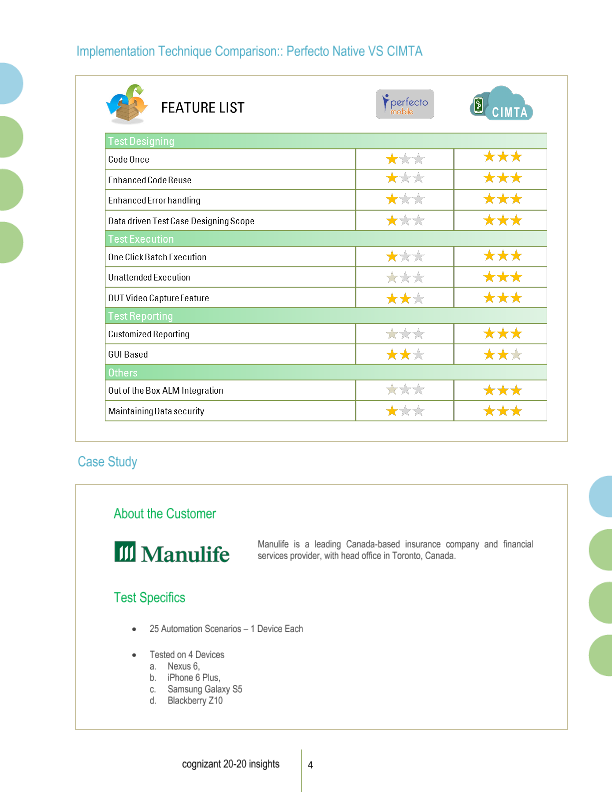 Implementation Technique Comparison:: Perfecto Native VS CIMTA
FEATURE LIST
perfecto
mobile
CIMTA
Test Designing
Code Once
Enhanced Code Reuse
Enhanced Error handling
Data driven Test Case Designing Scope
Test Execution
One Click Batch Execution
Unattended Execution
DUT Video Capture Feature
Test Reporting
Customized Reporting
GUI Based
Others
Out of the Box ALM Integration
Maintaining Data security
Case Study
About the Customer
Manulife
Manulife is a leading Canada-based insurance company and financial
services provider, with head office in Toronto, Canada.
Test Specifics
• 25 Automation Scenarios – 1 Device Each
• Tested on 4 Devices
a. Nexus 6,
b. iPhone 6 Plus,
c. Samsung Galaxy S5
d. Blackberry Z10
cognizant 20-20 insights
4